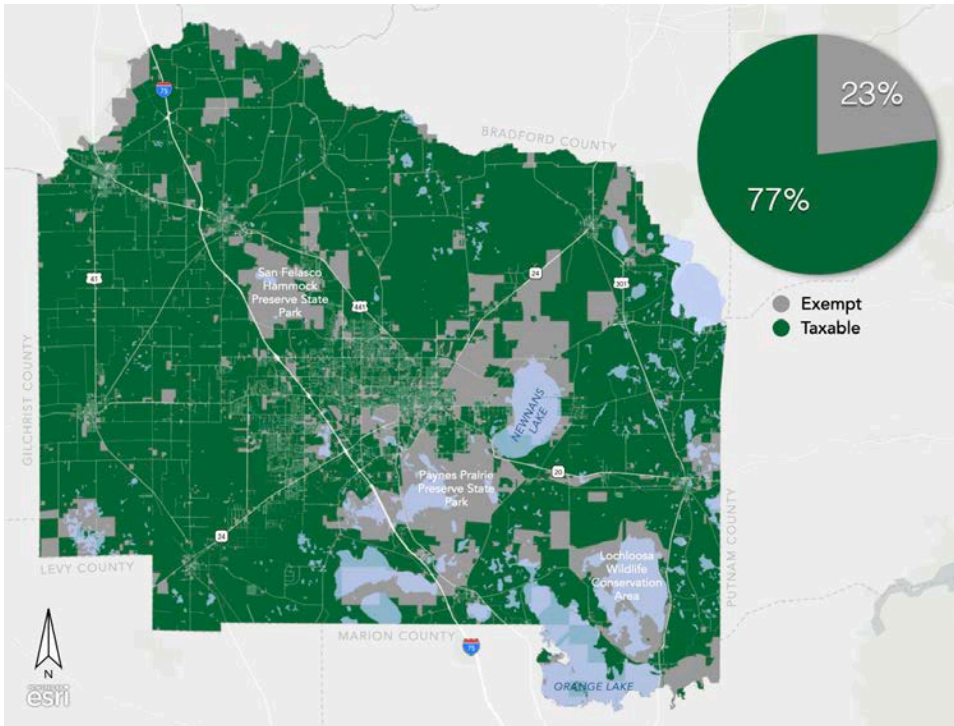 23%
77%
Exempt
Taxable
BRADFORD COUNTY
GILCHRIST COUNTY
LEVY COUNTY
MARION COUNTY
PUTNAM COUNTY
75
41
441
24
301
San Felasco
Hammock
Preserve State
Park
NEWNANS
LAKE
Paynes Prairie
Preserve State
Park
20
24
Lochloosa
Wildlife
Conservation
Area
75
ORANGE LAKE
N
esri